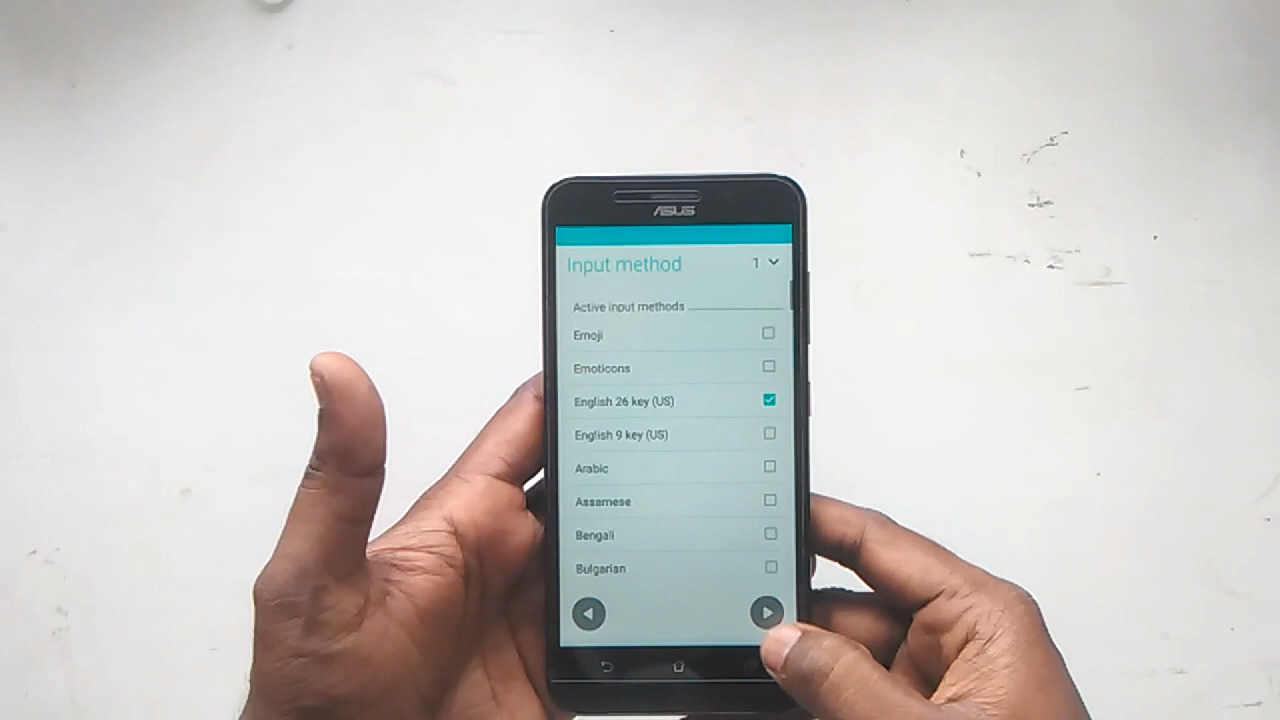 ASUS
Input method 1
Active input methods
Emoji
Emoticons
English 26 key (US)
English 9 key (US)
Arabic
Assamese
Bengali
Bulgarian